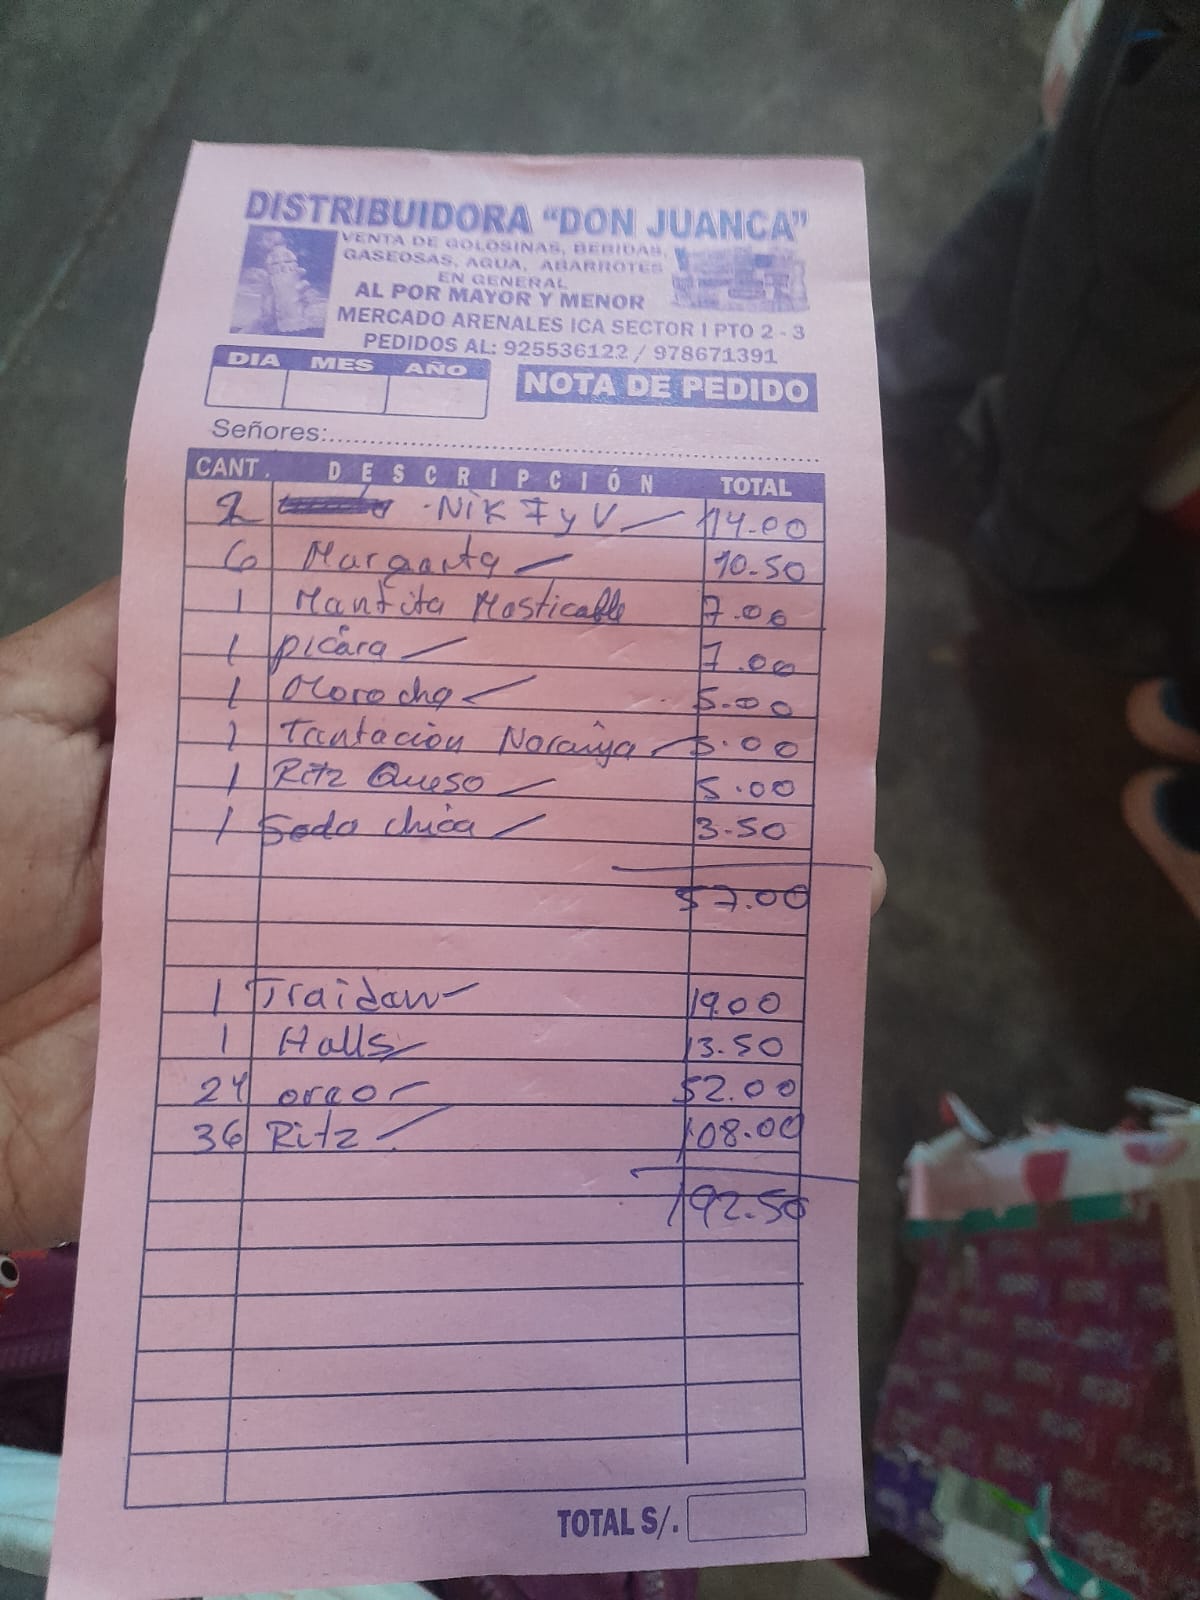 DISTRIBUIDORA "DON JUANCA"
VENTA DE GOLOSINAS, BEBIDAS,
GASEOSAS, AGUA, ABARROTES
EN GENERAL
AL POR MAYOR Y MENOR
MERCADO ARENALES ICA SECTOR I PTO 2 - 3
PEDIDOS AL: 925536122 / 978671391
DIA MES AÑO
NOTA DE PEDIDO
Señores:
CANT. DESCRIPCIÓN TOTAL
2 NiK F y V 14.00
6 Margarita 10.50
1 Mantita Masticable 7.00
1 picara 7.00
1 Morocha 5.00
1 Tantacion Naranja 5.00
1 Ritz Queso 5.00
1 Soda chica 3.50
57.00
1 Traidan 19.00
1 Halls 13.50
24 oreo 52.00
36 Ritz 108.00
192.50
TOTAL S/.